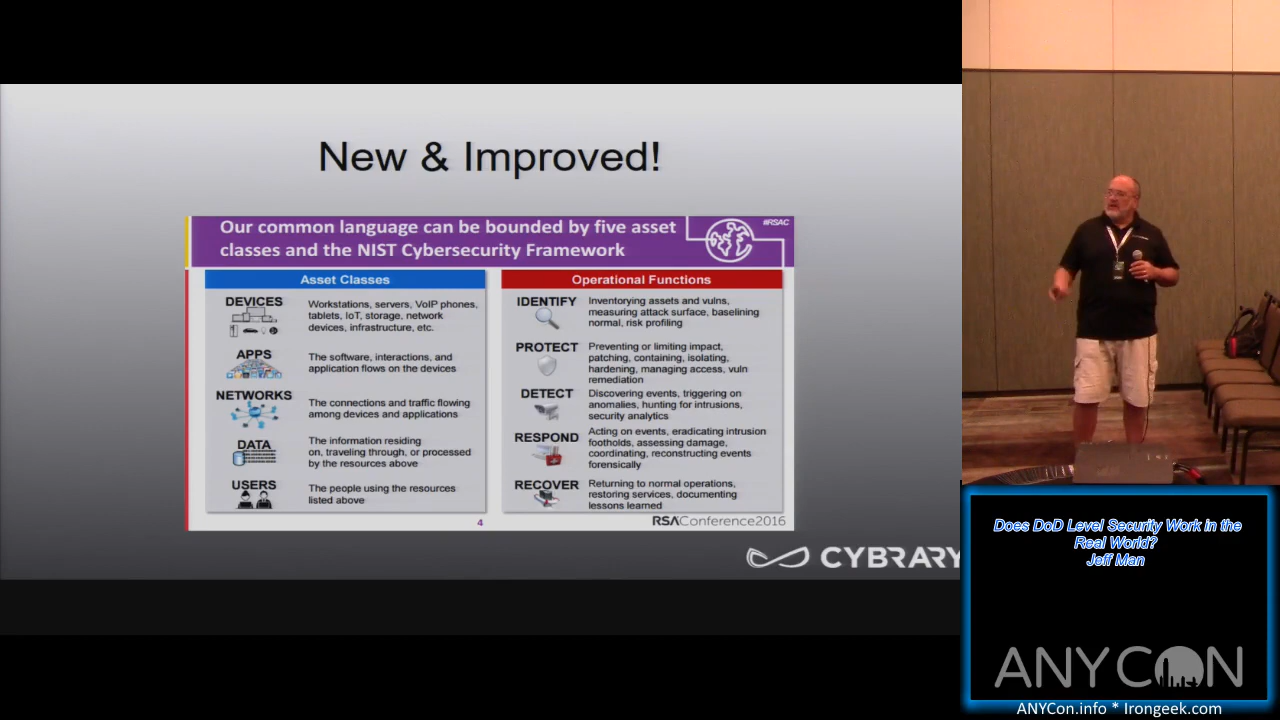 New & Improved!
Our common language can be bounded by five asset
classes and the NIST Cybersecurity Framework
#RSAC
Asset Classes
DEVICES
Workstations, servers, VoIP phones,
tablets, IoT, storage, network
devices, infrastructure, etc.
APPS
The software, interactions, and
application flows on the devices
NETWORKS
The connections and traffic flowing
among devices and applications
DATA
The information residing
on, traveling through, or processed
by the resources above
USERS
The people using the resources
listed above
Operational Functions
IDENTIFY
Inventorying assets and vulns,
measuring attack surface, baselining
normal, risk profiling
PROTECT
Preventing or limiting impact,
patching, containing, isolating,
hardening, managing access, vuln
remediation
DETECT
Discovering events, triggering on
anomalies, hunting for intrusions,
security analytics
RESPOND
Acting on events, eradicating intrusion
footholds, assessing damage,
coordinating, reconstructing events
forensically
RECOVER
Returning to normal operations,
restoring services, documenting
lessons learned
4
RSAConference2016
CYBRARY
Does DoD Level Security Work in the
Real World?
Jeff Man
ANYCON
ANYCon.info * Irongeek.com